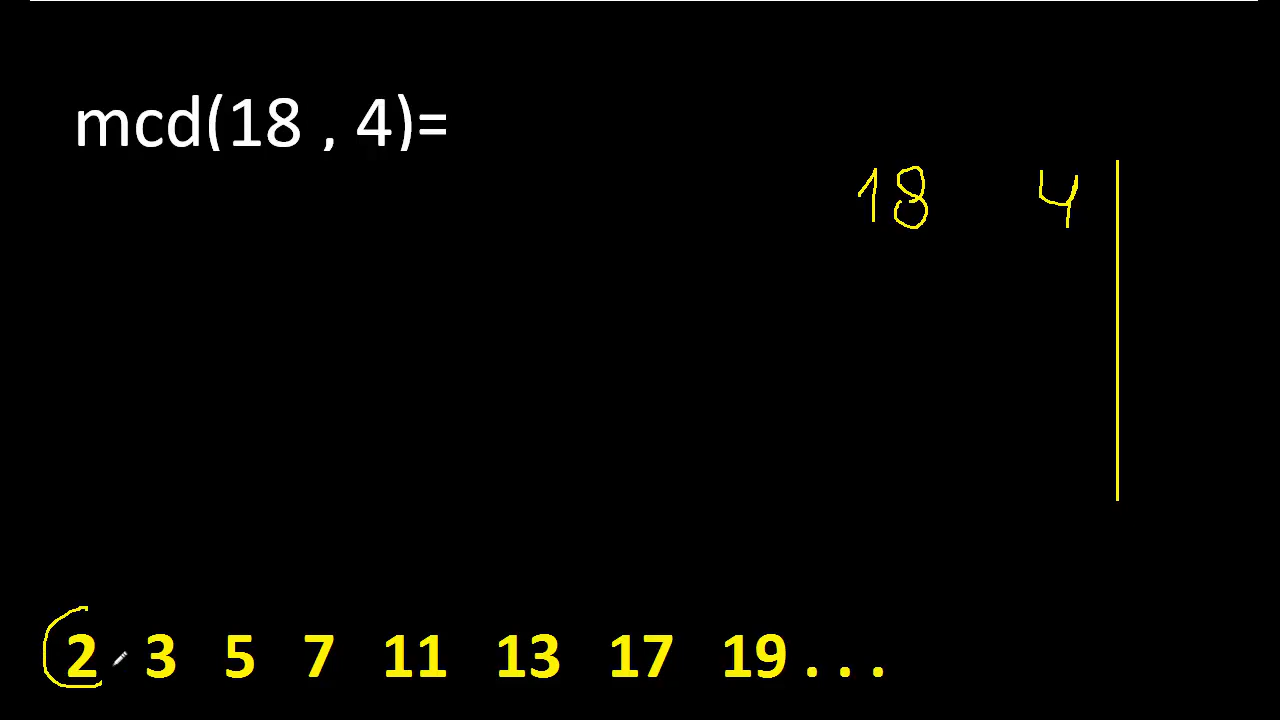 mcd(18 , 4)=
18 4
2 3 5 7 11 13 17 19 . . .